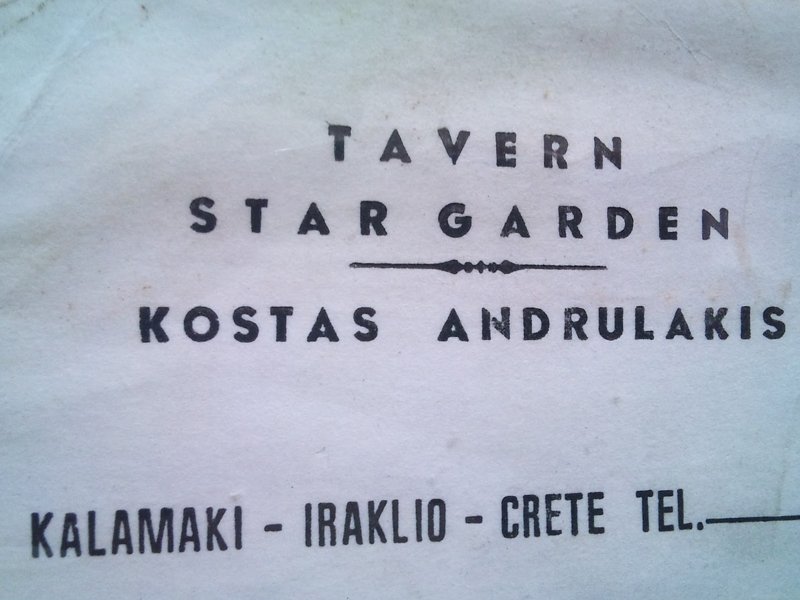 TAVERN
STAR GARDEN
KOSTAS ANDRULAKIS
KALAMAKI - IRAKLIO - CRETE TEL.